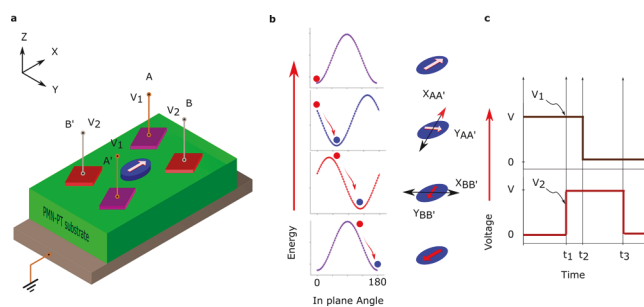 a
Z
X
Y
A
V1
B'
V2
V2
B
V1
A'
PMN-PT substrate
b
Energy
0
180
In plane Angle
XAA'
YAA'
XBB'
YBB'
c
V
V1
0
V
V2
0
Voltage
t1
t2
t3
Time